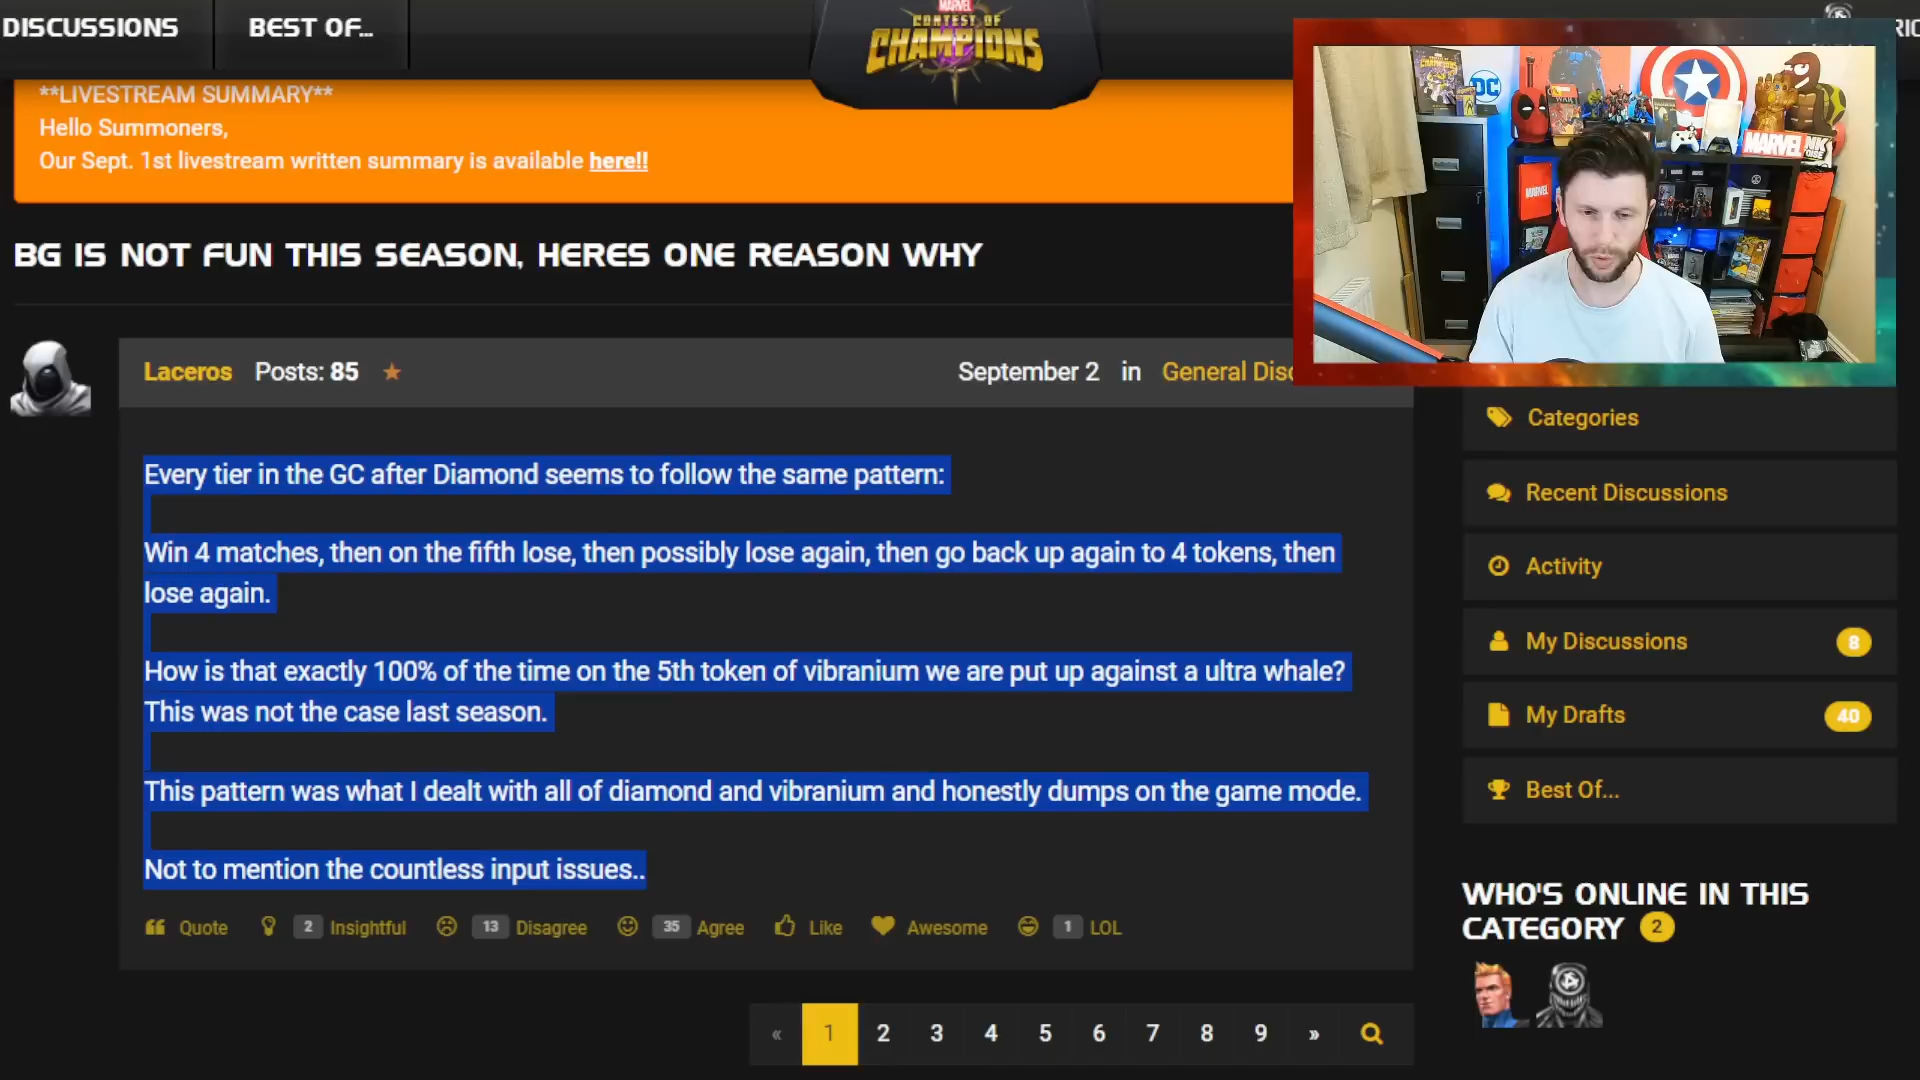 DISCUSSIONS
BEST OF...
MARVEL
CONTEST OF
CHAMPIONS
**LIVESTREAM SUMMARY**
Hello Summoners,
Our Sept. 1st livestream written summary is available here!!
BG IS NOT FUN THIS SEASON, HERES ONE REASON WHY
Laceros Posts: 85
September 2 in General Disc
Every tier in the GC after Diamond seems to follow the same pattern:
Win 4 matches, then on the fifth lose, then possibly lose again, then go back up again to 4 tokens, then
lose again.
How is that exactly 100% of the time on the 5th token of vibranium we are put up against a ultra whale?
This was not the case last season.
This pattern was what I dealt with all of diamond and vibranium and honestly dumps on the game mode.
Not to mention the countless input issues..
Quote 2 Insightful 13 Disagree 35 Agree Like Awesome 1 LOL
« 1 2 3 4 5 6 7 8 9 »
Categories
Recent Discussions
Activity
My Discussions 8
My Drafts 40
Best Of...
WHO'S ONLINE IN THIS
CATEGORY 2
DC
MARVEL
MARVEL